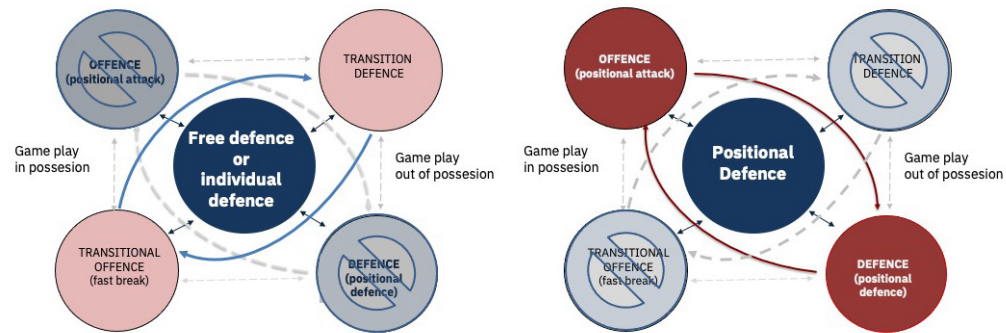 OFFENCE
(positional attack)
TRANSITION
DEFENCE
Free defence
or
individual
defence
Game play
in possesion
Game play
out of possesion
TRANSITIONAL
OFFENCE
(fast break)
DEFENCE
(positional
defence)
OFFENCE
(positional attack)
TRANSITION
DEFENCE
Positional
Defence
Game play
in possesion
Game play
out of possesion
TRANSITIONAL
OFFENCE
(fast break)
DEFENCE
(positional
defence)